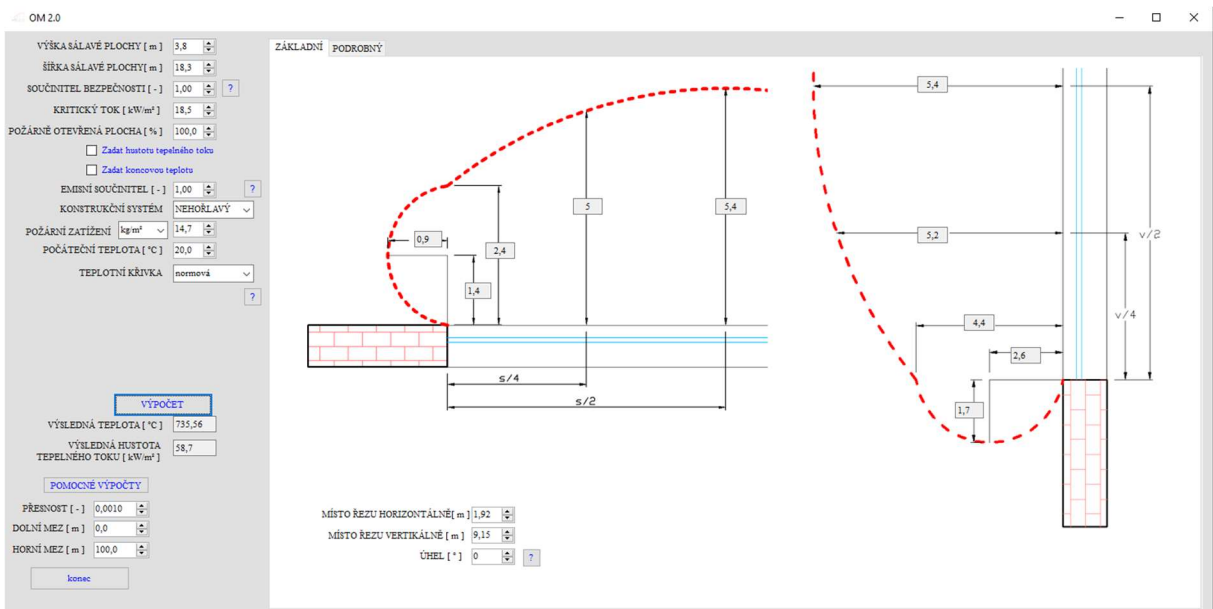 OM 2.0
VÝŠKA SÁLAVÉ PLOCHY [ m ] 3,8
ŠÍŘKA SÁLAVÉ PLOCHY[ m ] 18,3
SOUČINITEL BEZPEČNOSTI [ - ] 1,00 ?
KRITICKÝ TOK [ kW/m² ] 18,5
POŽÁRNĚ OTEVŘENÁ PLOCHA [ % ] 100,0
Zadat hustotu tepelného toku
Zadat koncovou teplotu
EMISNÍ SOUČINITEL [ - ] 1,00 ?
KONSTRUKČNÍ SYSTÉM NEHOŘLAVÝ
POŽÁRNÍ ZATÍŽENÍ kg/m² 14,7
POČÁTEČNÍ TEPLOTA [ °C ] 20,0
TEPLOTNÍ KŘIVKA normová
?
VÝPOČET
VÝSLEDNÁ TEPLOTA [ °C ] 735,56
VÝSLEDNÁ HUSTOTA
TEPELNÉHO TOKU [ kW/m² ] 58,7
POMOCNÉ VÝPOČTY
PŘESNOST [ - ] 0,0010
DOLNÍ MEZ [ m ] 0,0
HORNÍ MEZ [ m ] 100,0
konec
ZÁKLADNÍ PODROBNÝ
0,9
2,4
1,4
5
5,4
s/4
s/2
5,4
5,2
4,4
2,6
1,7
v/2
v/4
MÍSTO ŘEZU HORIZONTÁLNĚ[ m ] 1,92
MÍSTO ŘEZU VERTIKÁLNĚ [ m ] 9,15
ÚHEL [ ° ] 0 ?